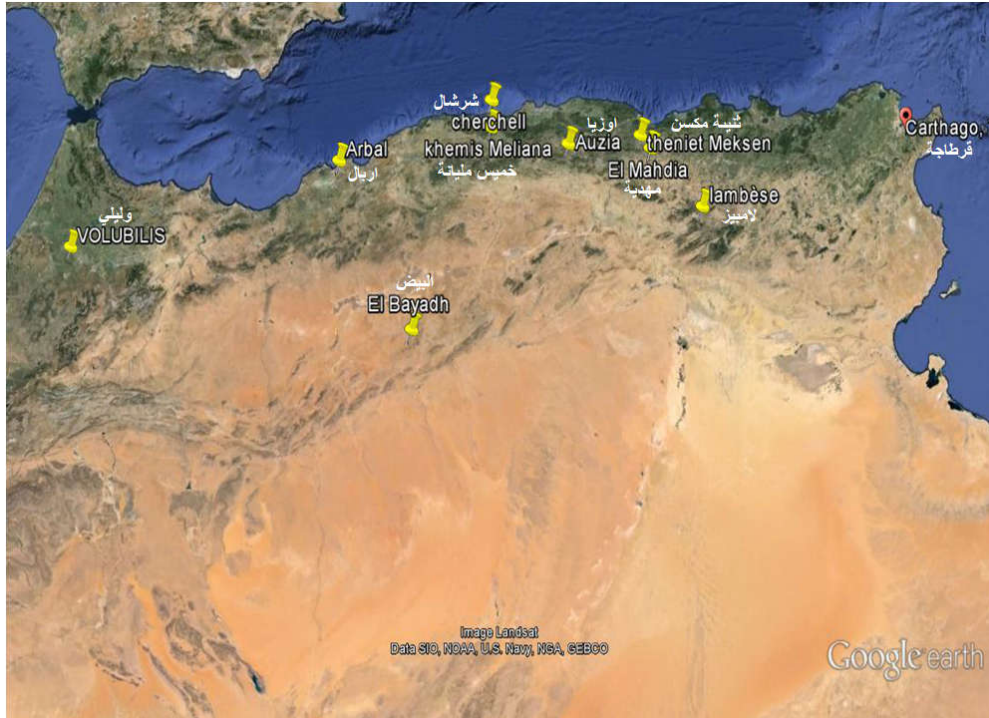 شرشال
cherchell
khemis Meliana
خميس مليانة
Arbal
اربال
اوزيا
Auzia
ثنية مكسن
theniet Meksen
El Mahdia
مهدية
lambèse
لامبيز
Carthago,
قرطاجة
وليلي
VOLUBILIS
البيض
El Bayadh
Image Landsat
Data SIO, NOAA, U.S. Navy, NGA, GEBCO
Google earth